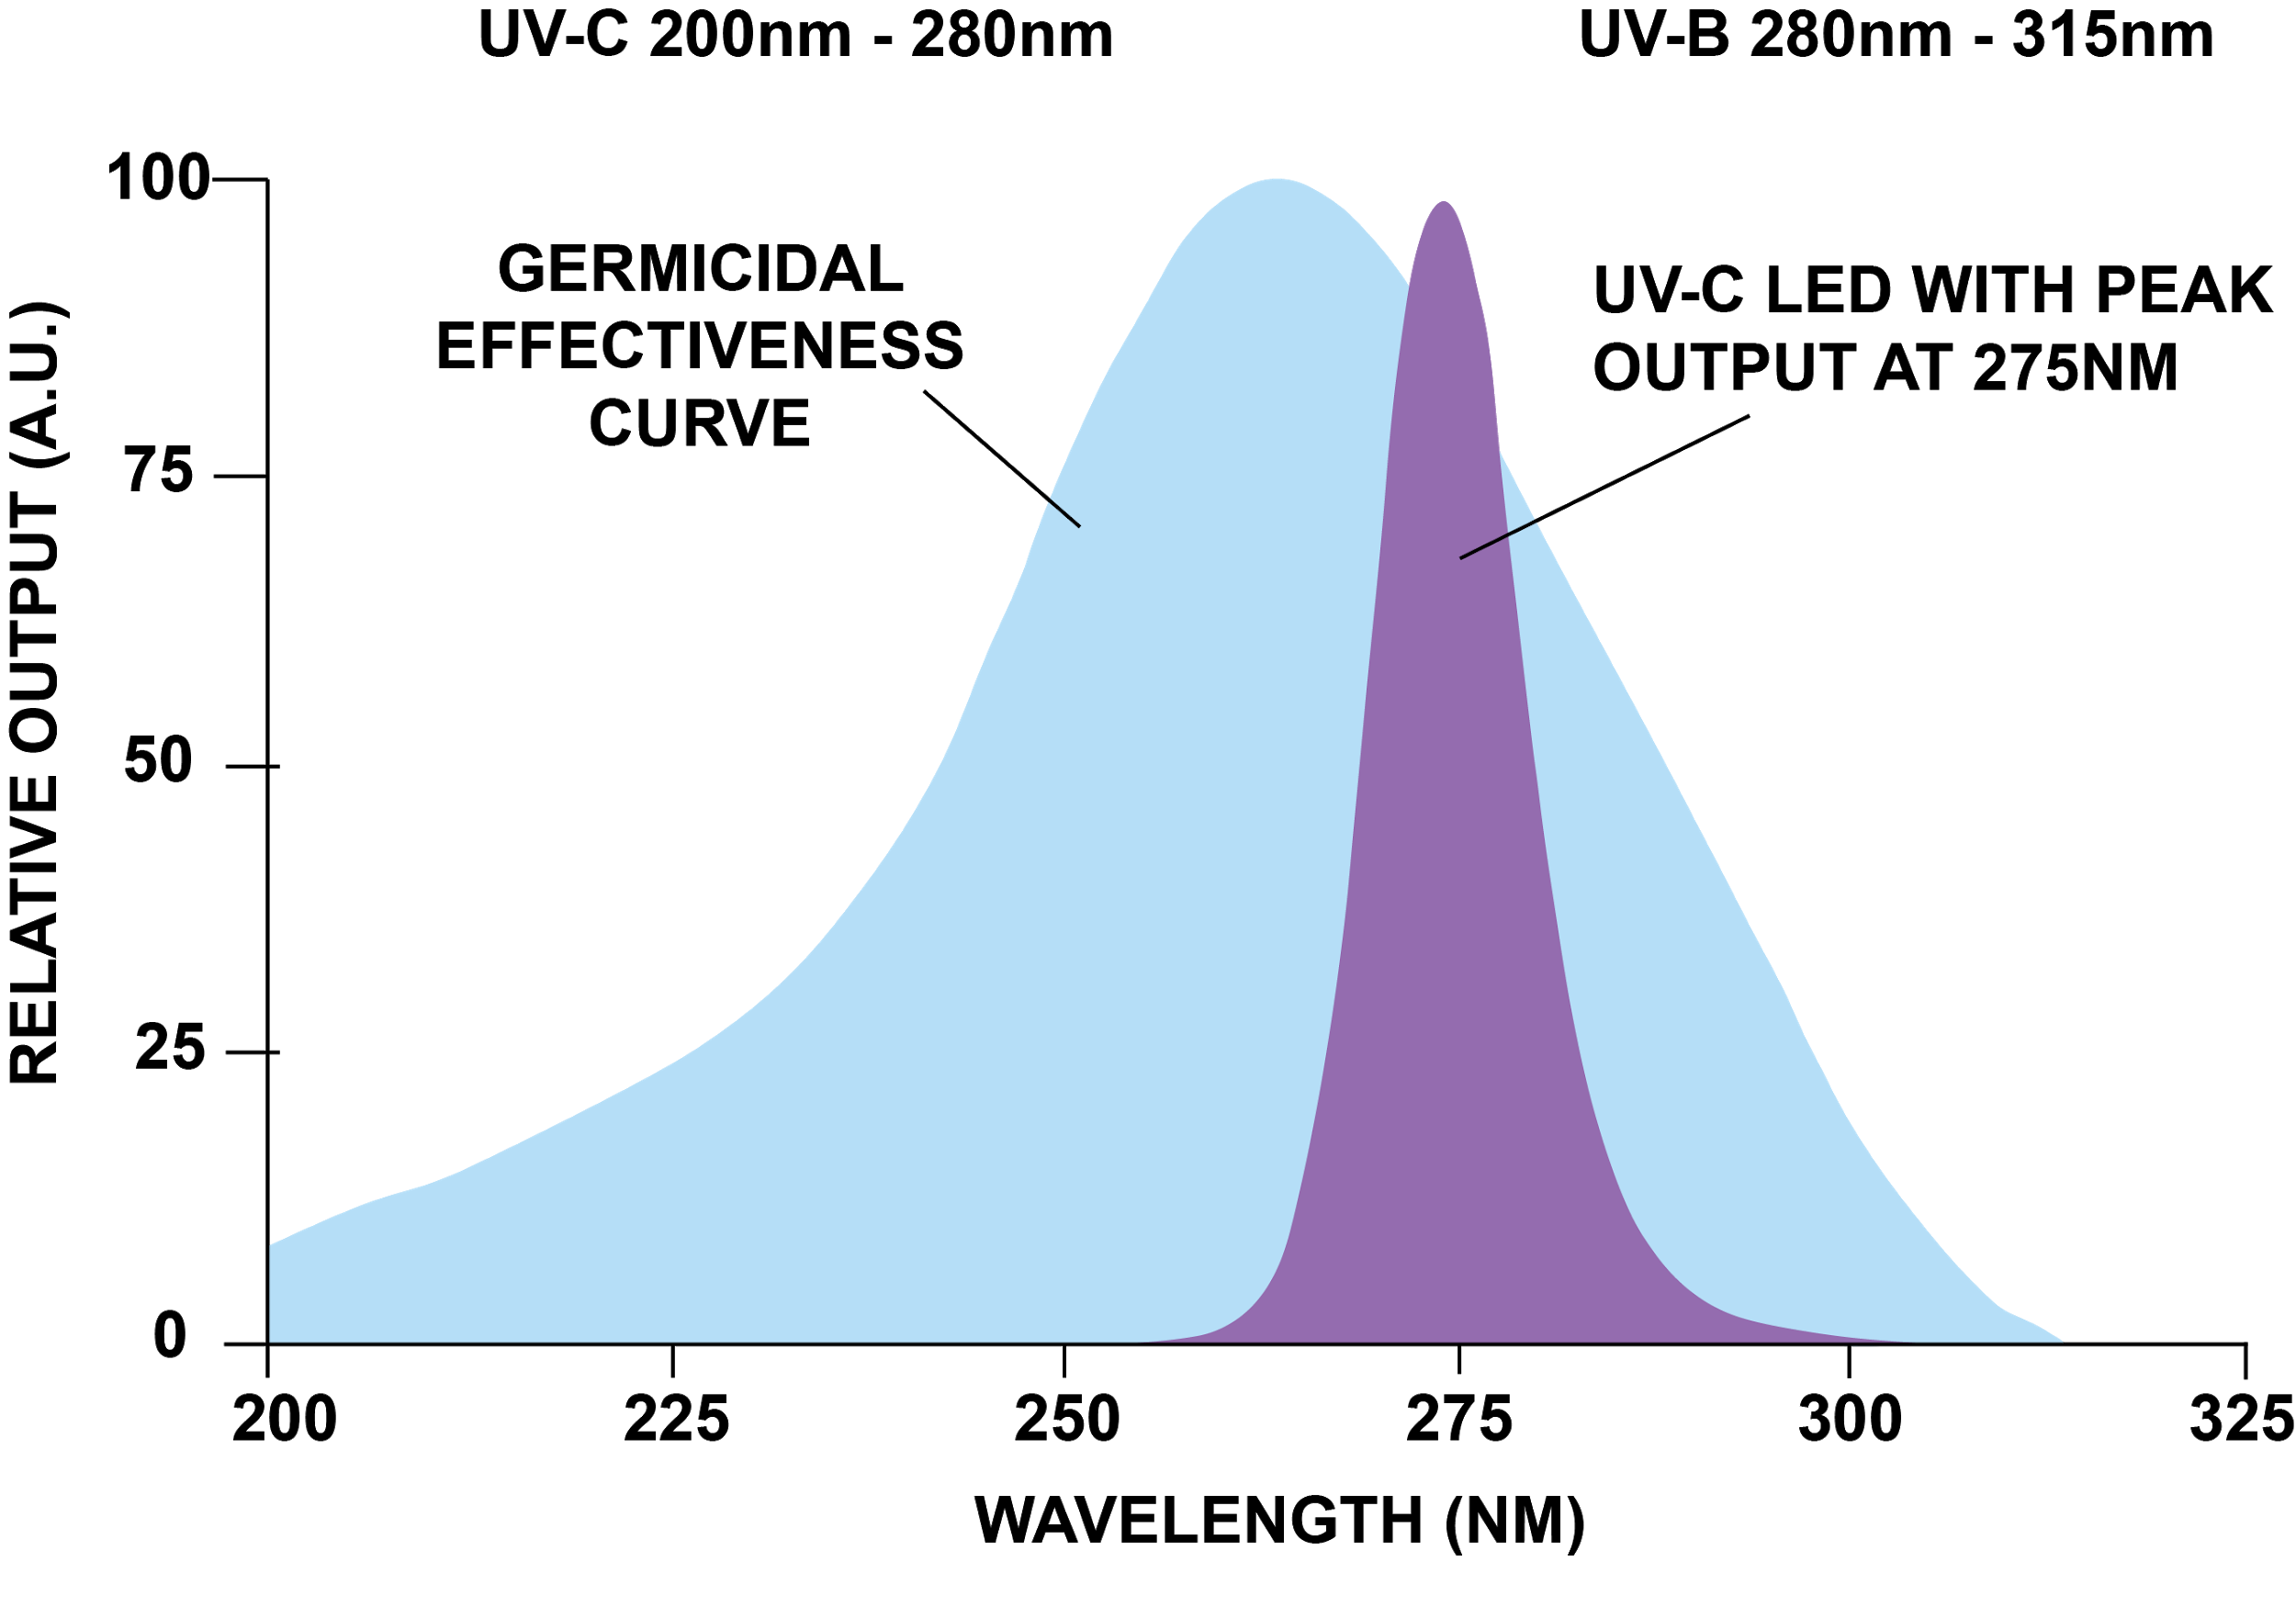 UV-C 200nm - 280nm
UV-B 280nm - 315nm
RELATIVE OUTPUT (A.U.)
100
75
50
25
0
GERMICIDAL
EFFECTIVENESS
CURVE
UV-C LED WITH PEAK
OUTPUT AT 275NM
200
225
250
275
300
325
WAVELENGTH (NM)